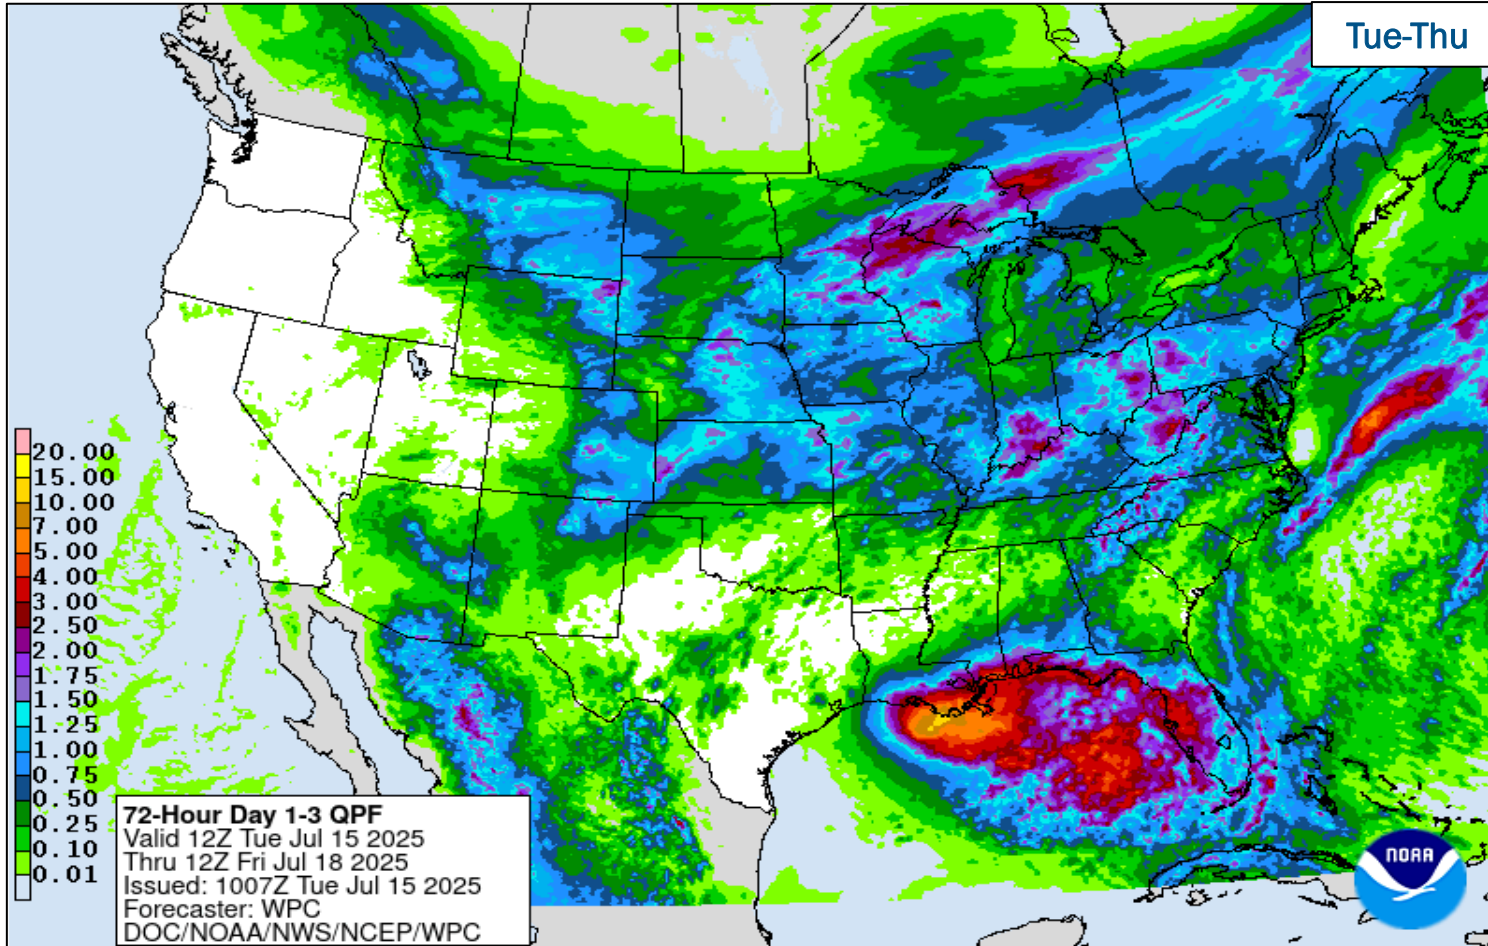 Tue-Thu
20.00
15.00
10.00
7.00
5.00
4.00
3.00
2.50
2.00
1.75
1.50
1.25
1.00
0.75
0.50
0.25
0.10
0.01
72-Hour Day 1-3 QPF
Valid 12Z Tue Jul 15 2025
Thru 12Z Fri Jul 18 2025
Issued: 1007Z Tue Jul 15 2025
Forecaster: WPC
DOC/NOAA/NWS/NCEP/WPC
NOAA